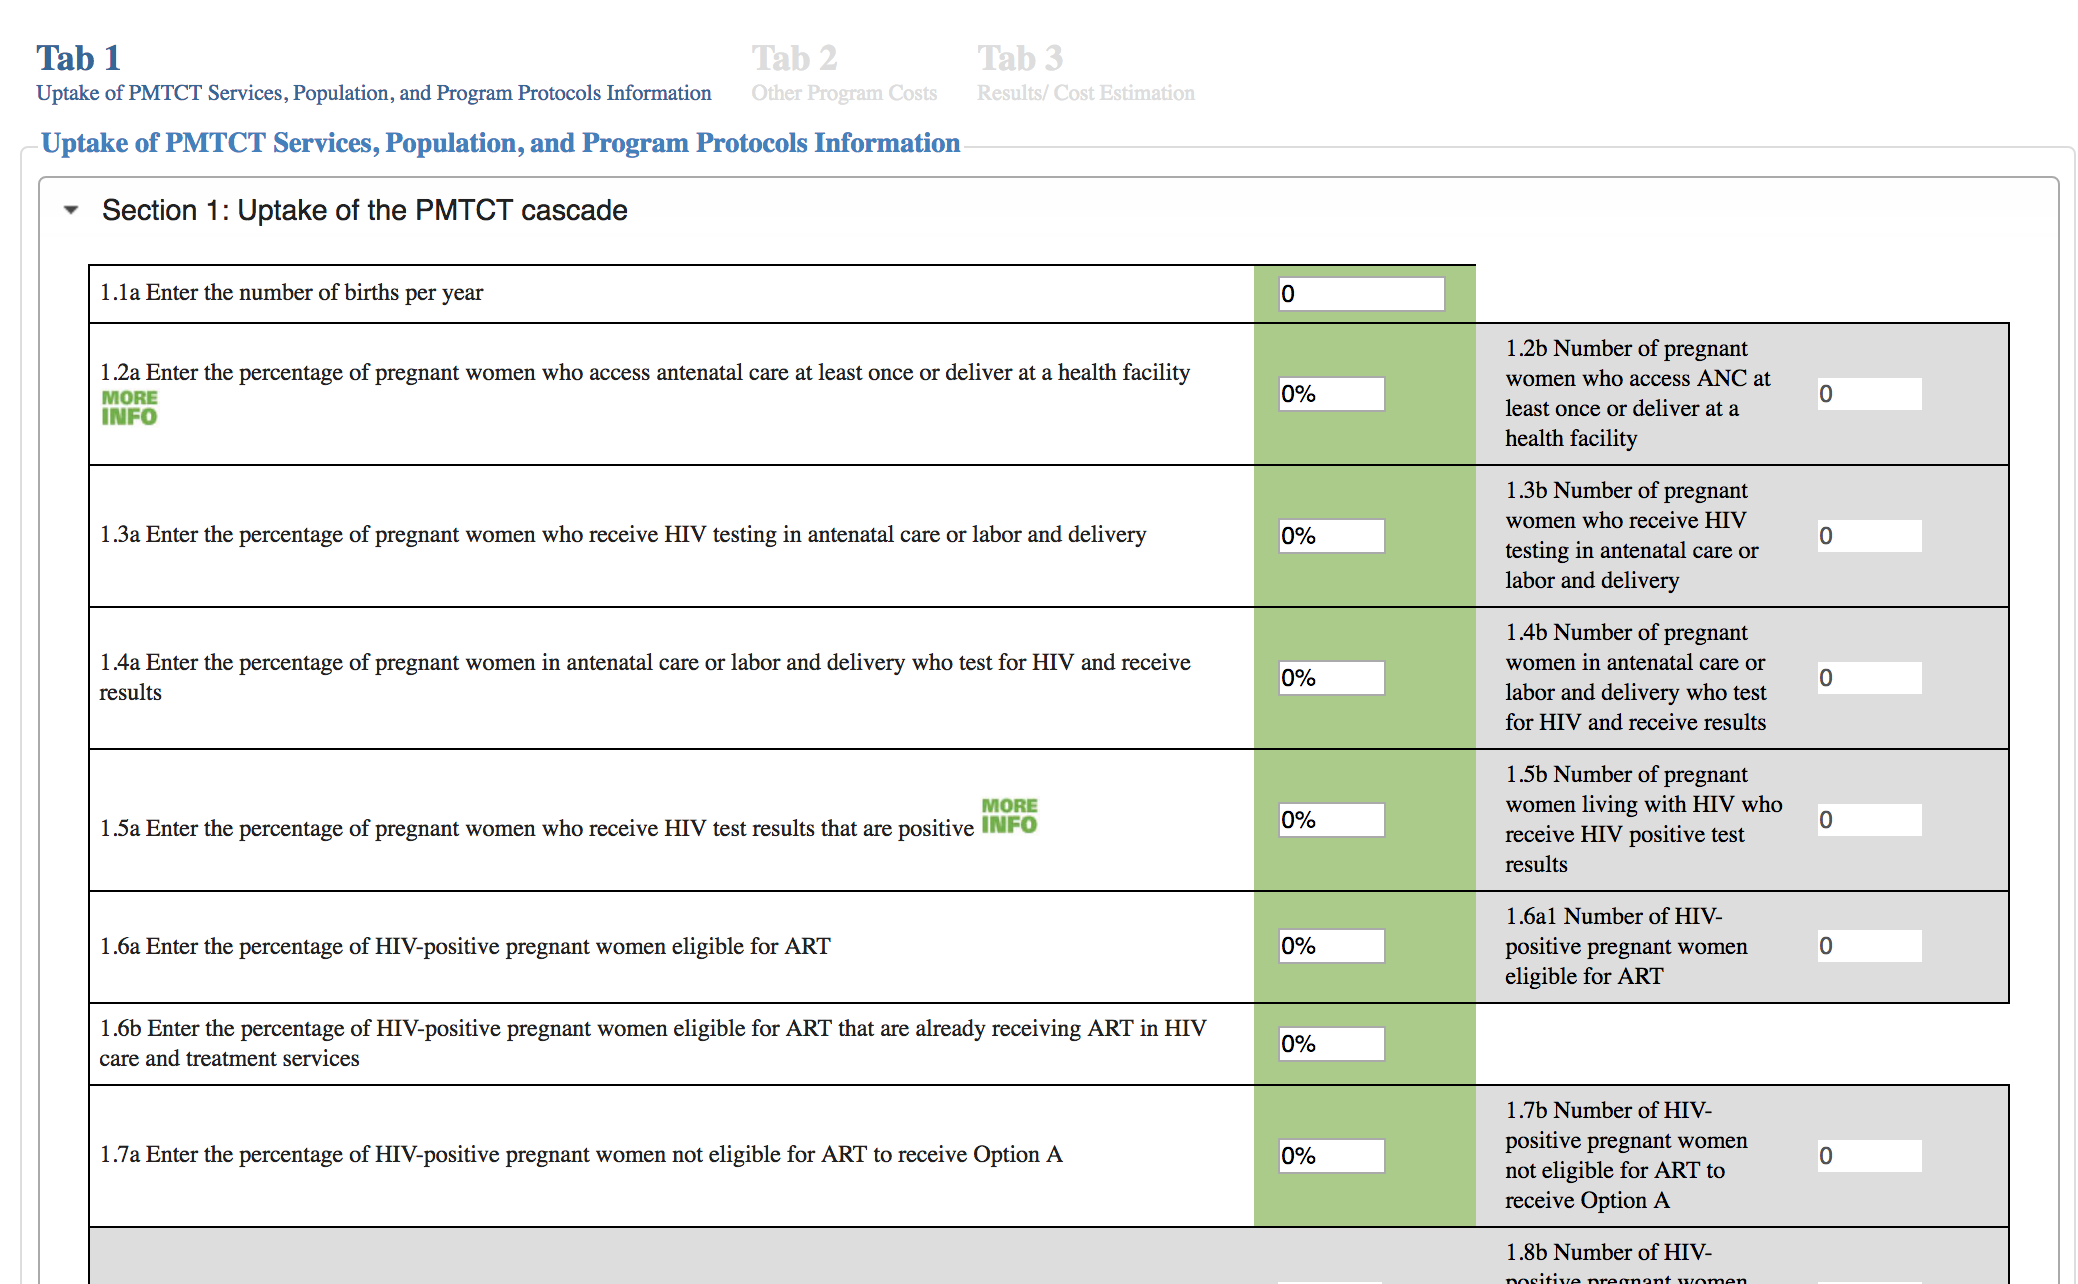 Tab 1
Uptake of PMTCT Services, Population, and Program Protocols Information
Tab 2
Other Program Costs
Tab 3
Results/ Cost Estimation
Uptake of PMTCT Services, Population, and Program Protocols Information
Section 1: Uptake of the PMTCT cascade
1.1a Enter the number of births per year
0
1.2a Enter the percentage of pregnant women who access antenatal care at least once or deliver at a health facility
MORE
INFO
0%
1.2b Number of pregnant
women who access ANC at
least once or deliver at a
health facility
0
1.3a Enter the percentage of pregnant women who receive HIV testing in antenatal care or labor and delivery
0%
1.3b Number of pregnant
women who receive HIV
testing in antenatal care or
labor and delivery
0
1.4a Enter the percentage of pregnant women in antenatal care or labor and delivery who test for HIV and receive
results
0%
1.4b Number of pregnant
women in antenatal care or
labor and delivery who test
for HIV and receive results
0
1.5a Enter the percentage of pregnant women who receive HIV test results that are positive
MORE
INFO
0%
1.5b Number of pregnant
women living with HIV who
receive HIV positive test
results
0
1.6a Enter the percentage of HIV-positive pregnant women eligible for ART
0%
1.6a1 Number of HIV-
positive pregnant women
eligible for ART
0
1.6b Enter the percentage of HIV-positive pregnant women eligible for ART that are already receiving ART in HIV
care and treatment services
0%
1.7a Enter the percentage of HIV-positive pregnant women not eligible for ART to receive Option A
0%
1.7b Number of HIV-
positive pregnant women
not eligible for ART to
receive Option A
0
1.8b Number of HIV-
positive pregnant women